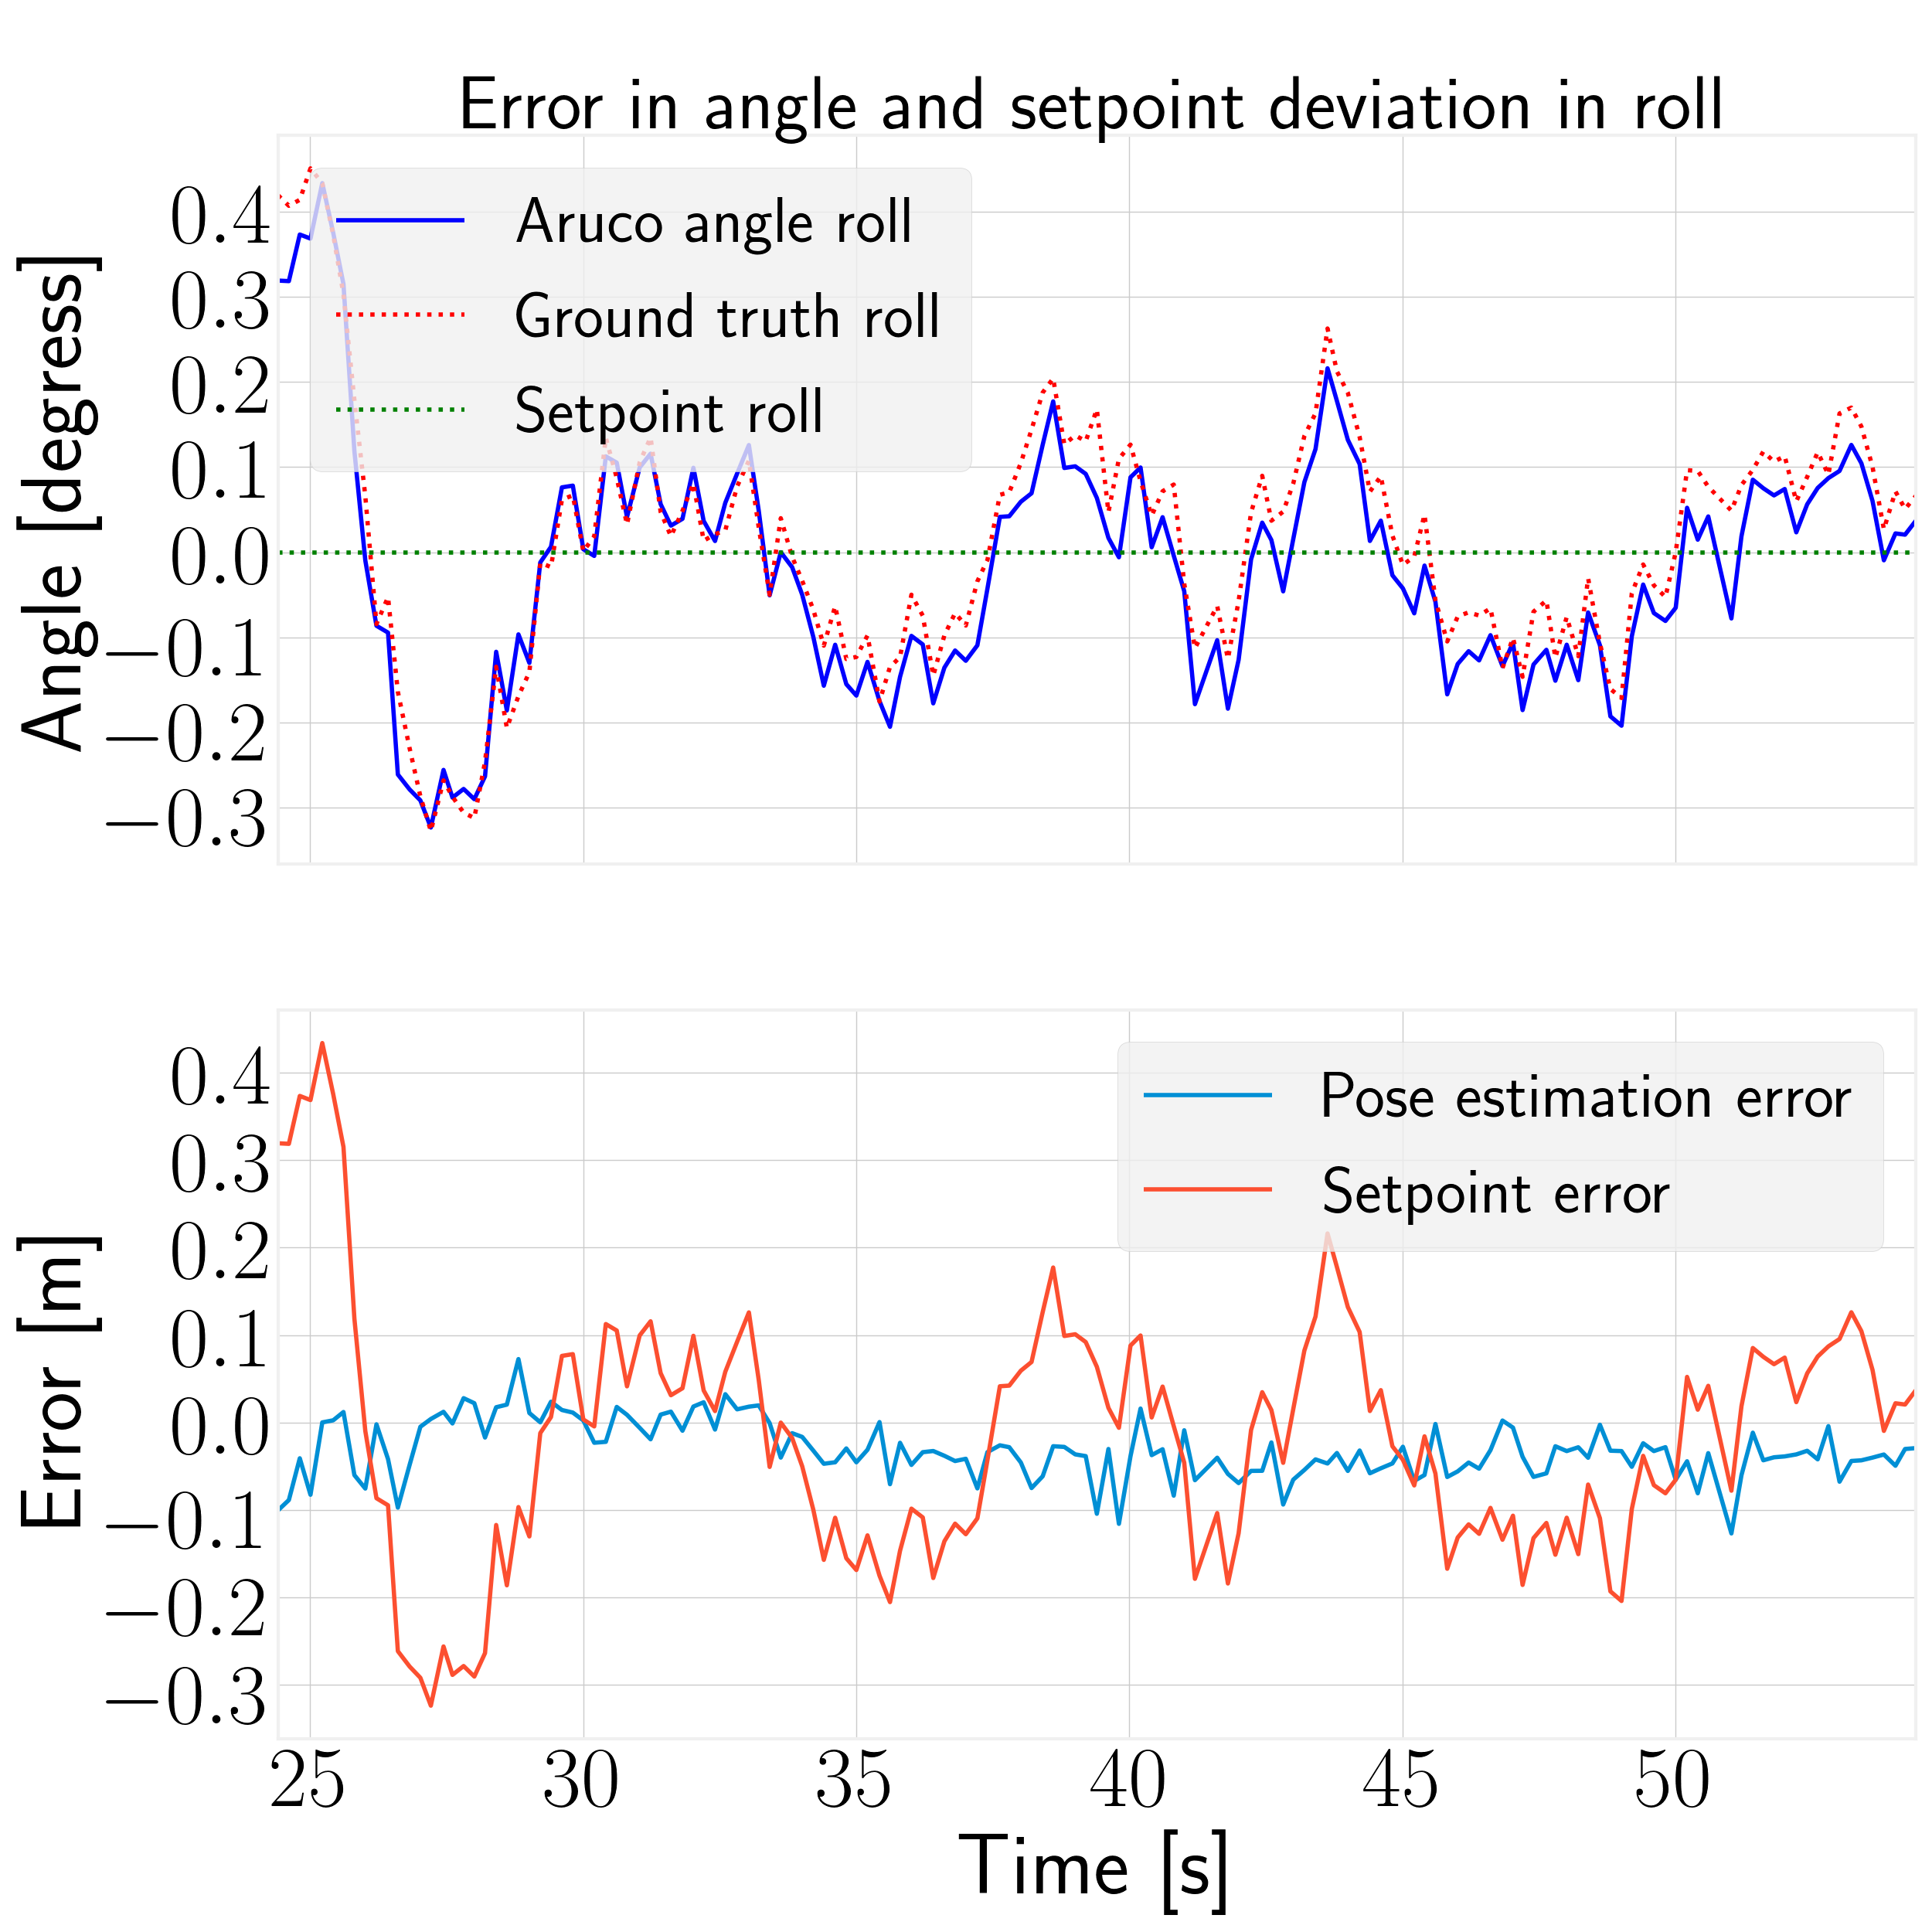 Error in angle and setpoint deviation in roll
Angle [degress]
0.4
0.3
0.2
0.1
0.0
−0.1
−0.2
−0.3
Aruco angle roll
Ground truth roll
Setpoint roll
Error [m]
0.4
0.3
0.2
0.1
0.0
−0.1
−0.2
−0.3
Pose estimation error
Setpoint error
25 30 35 40 45 50
Time [s]